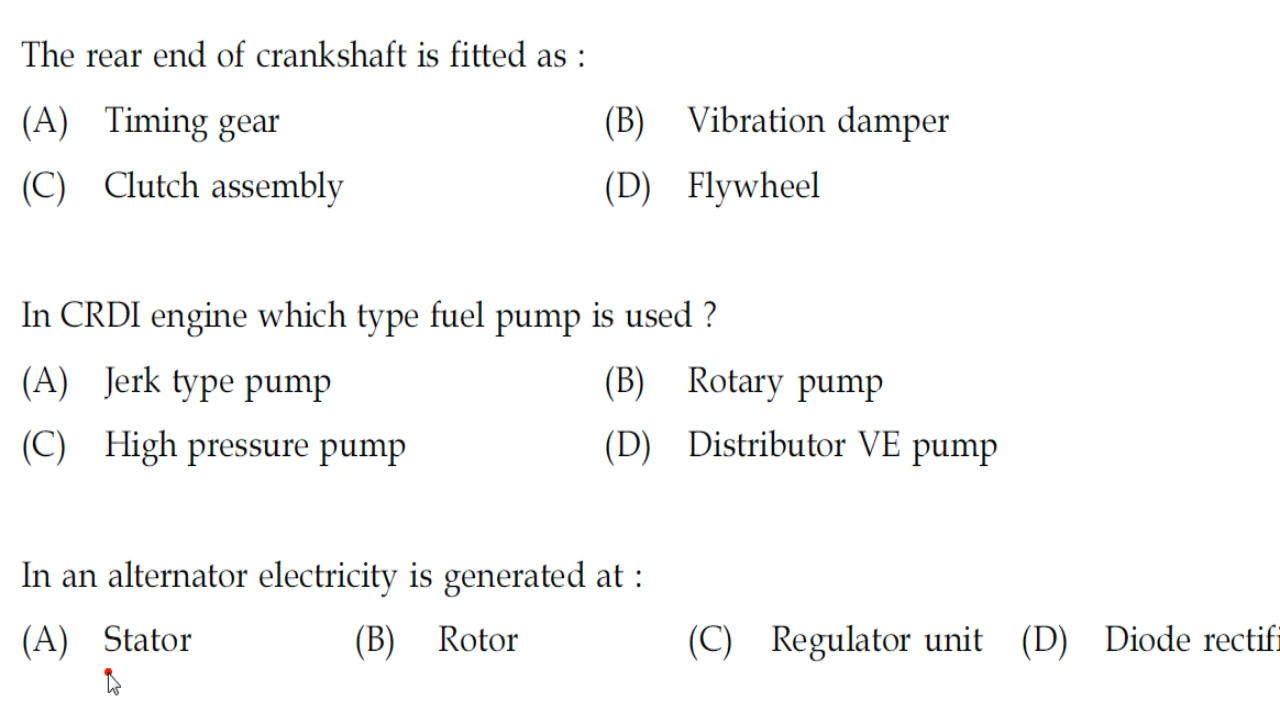 The rear end of crankshaft is fitted as :
(A) Timing gear (B) Vibration damper
(C) Clutch assembly (D) Flywheel
In CRDI engine which type fuel pump is used ?
(A) Jerk type pump (B) Rotary pump
(C) High pressure pump (D) Distributor VE pump
In an alternator electricity is generated at :
(A) Stator (B) Rotor (C) Regulator unit (D) Diode